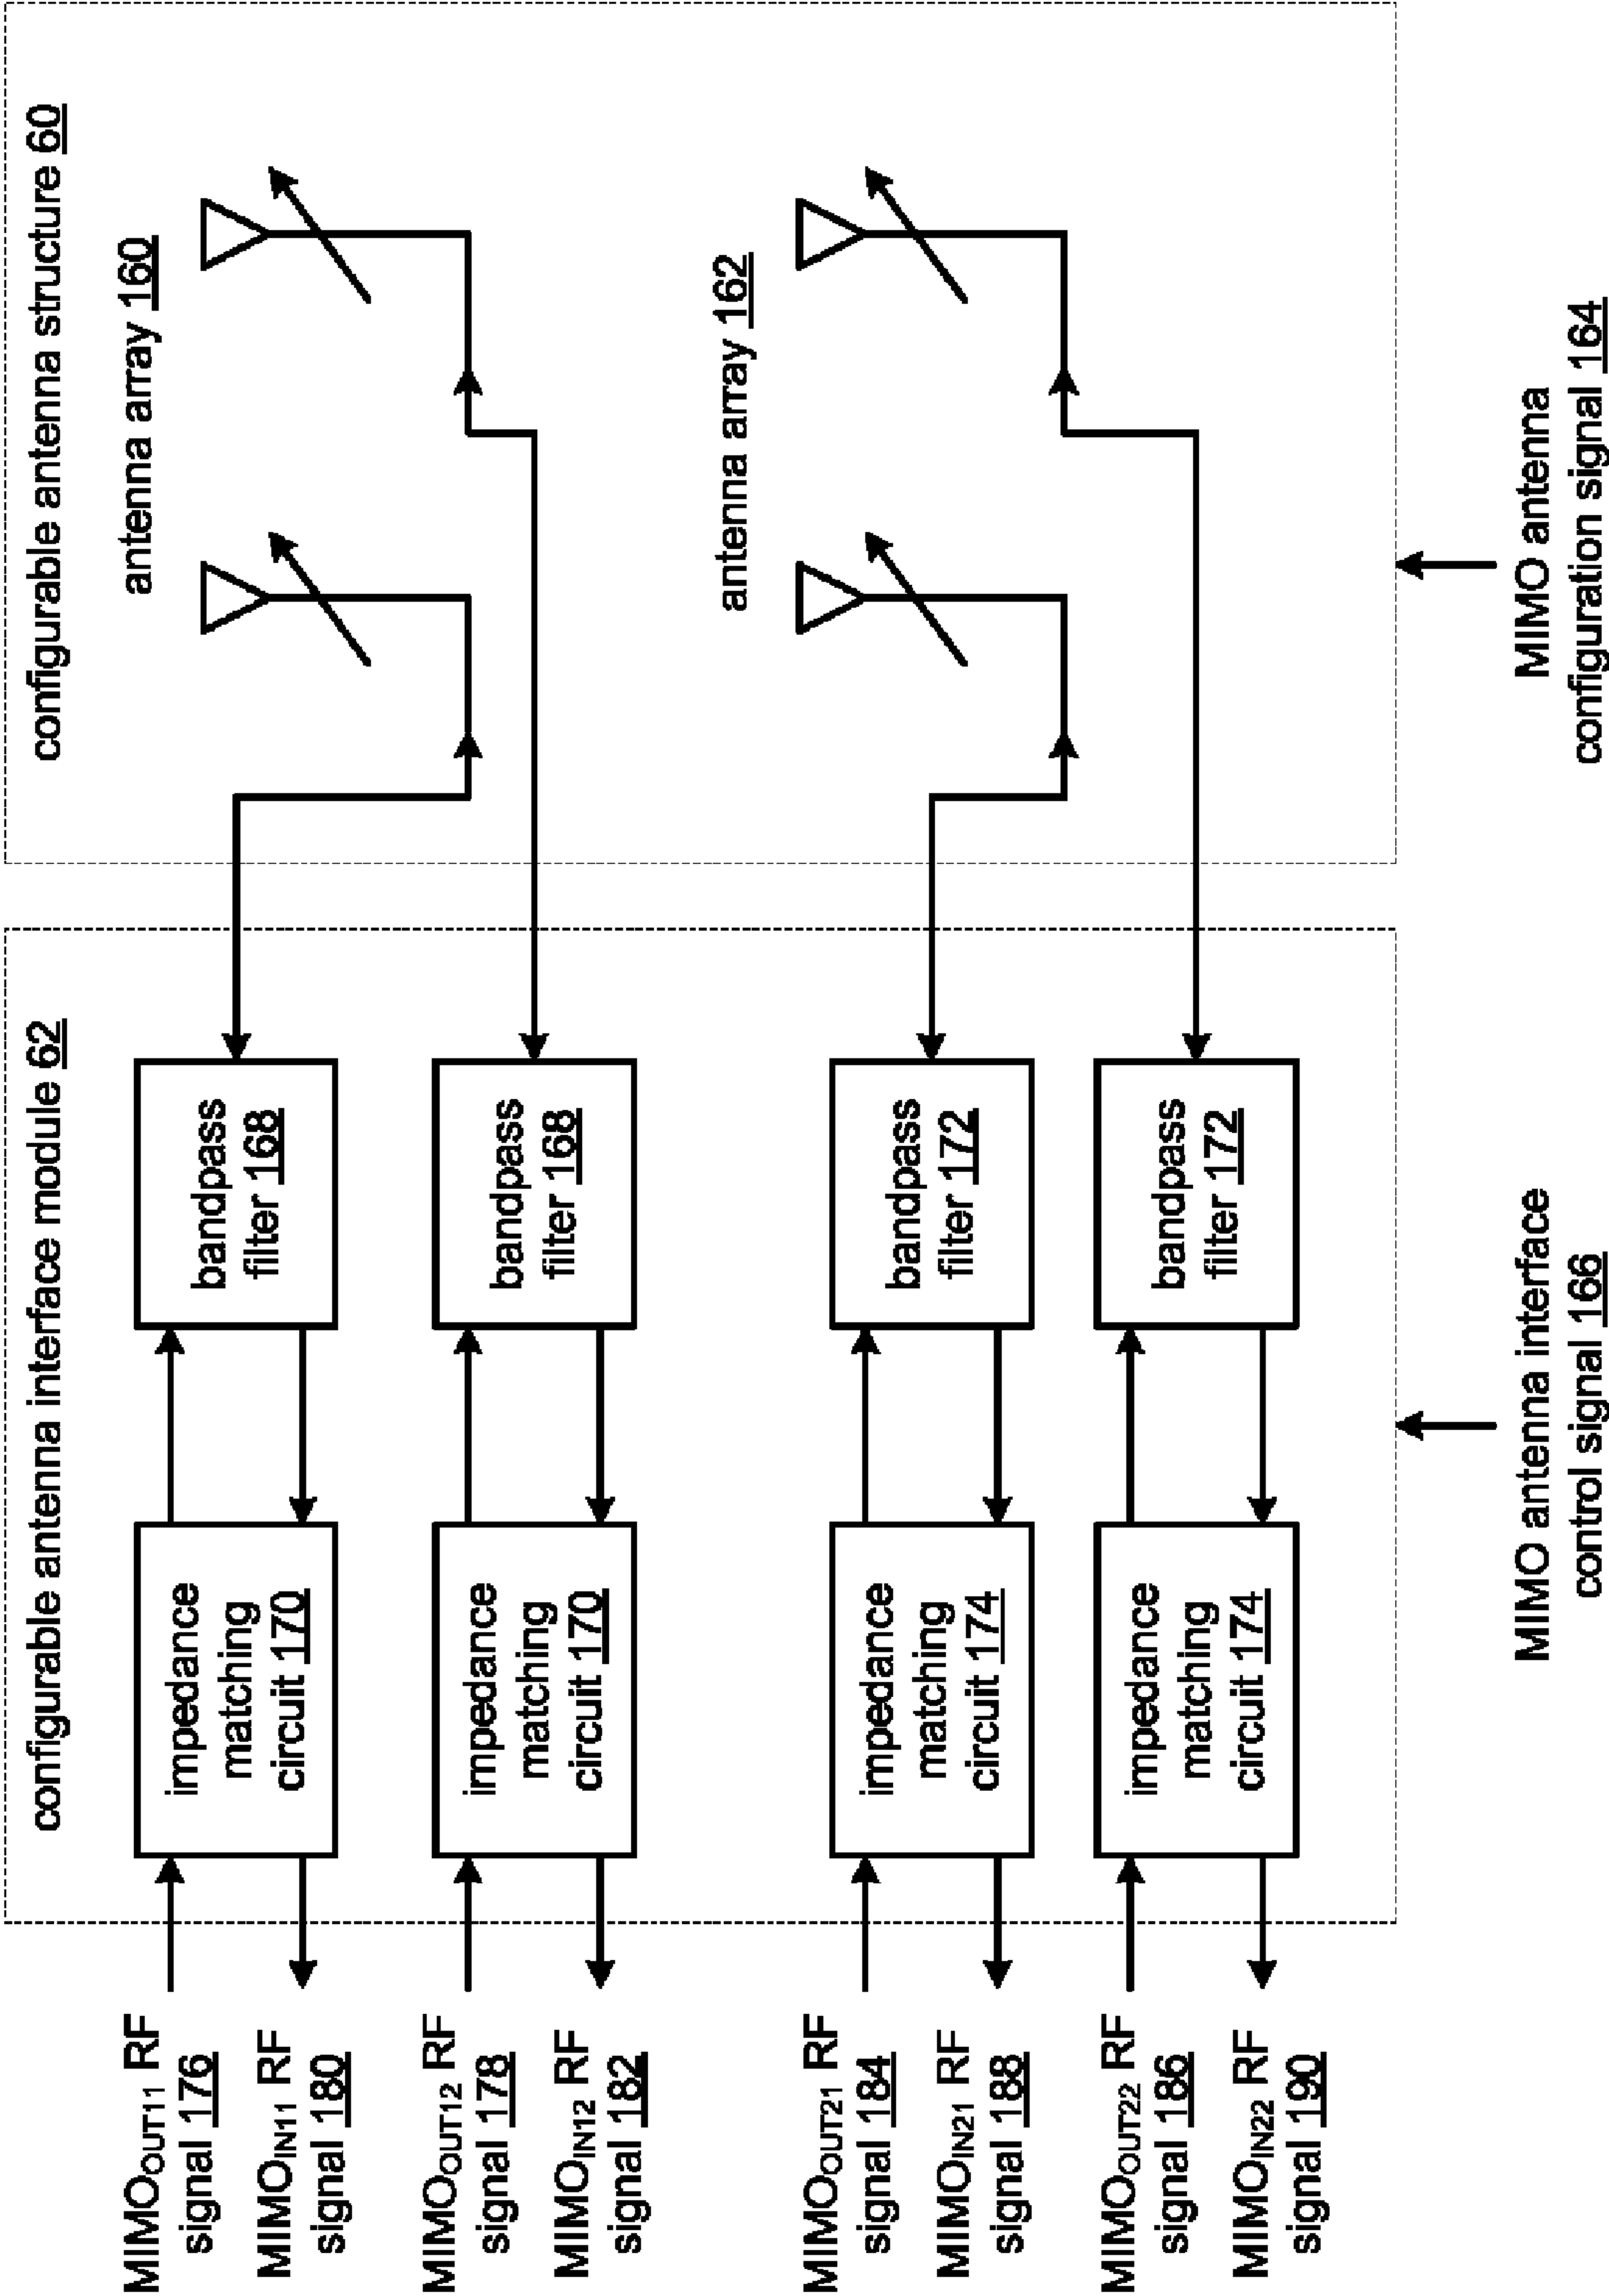 configurable antenna interface module 62
configurable antenna structure 60
antenna array 160
antenna array 162
MIMOOUT11 RF
signal 176
MIMOIN11 RF
signal 180
impedance
matching
circuit 170
bandpass
filter 168
MIMOOUT12 RF
signal 178
MIMOIN12 RF
signal 182
impedance
matching
circuit 170
bandpass
filter 168
MIMOOUT21 RF
signal 184
MIMOIN21 RF
signal 188
impedance
matching
circuit 174
bandpass
filter 172
MIMOOUT22 RF
signal 186
MIMOIN22 RF
signal 190
impedance
matching
circuit 174
bandpass
filter 172
MIMO antenna interface
control signal 166
MIMO antenna
configuration signal 164